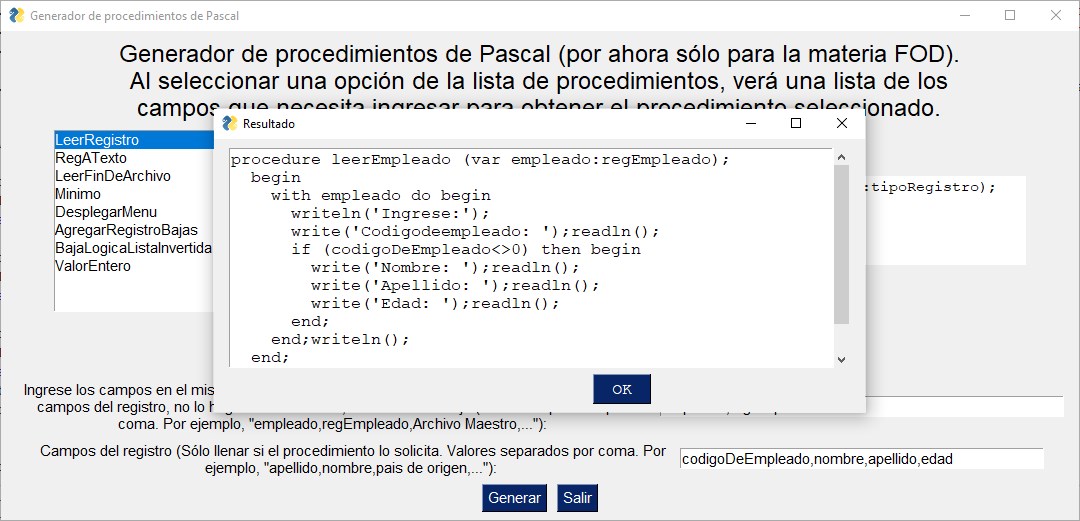 Generador de procedimientos de Pascal
Generador de procedimientos de Pascal (por ahora sólo para la materia FOD).
Al seleccionar una opción de la lista de procedimientos, verá una lista de los
campos que necesita ingresar para obtener el procedimiento seleccionado.
Resultado
LeerRegistro
RegATexto
LeerFinDeArchivo
Minimo
DesplegarMenu
AgregarRegistroBajas
BajaLogicaListaInvertida
ValorEntero
:tipoRegistro);
procedure leerEmpleado (var empleado:regEmpleado);
begin
with empleado do begin
writeln('Ingrese:');
write('Codigodeempleado: ');readln();
if (codigoDeEmpleado<>0) then begin
write('Nombre: ');readln();
write('Apellido: ');readln();
write('Edad: ');readln();
end;
end;writeln();
end;
OK
Ingrese los campos en el mis
campos del registro, no lo h
coma. Por ejemplo, "empleado,regEmpleado,Archivo Maestro,..."):
Campos del registro (Sólo llenar si el procedimiento lo solicita. Valores separados por coma. Por
ejemplo, "apellido,nombre,pais de origen,..."):
codigoDeEmpleado,nombre,apellido,edad
Generar
Salir